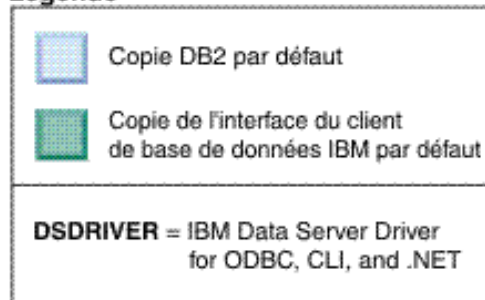 Légende
Copie DB2 par défaut
Copie de l'interface du client
de base de données IBM par défaut
DSDRIVER = IBM Data Server Driver
for ODBC, CLI, and .NET